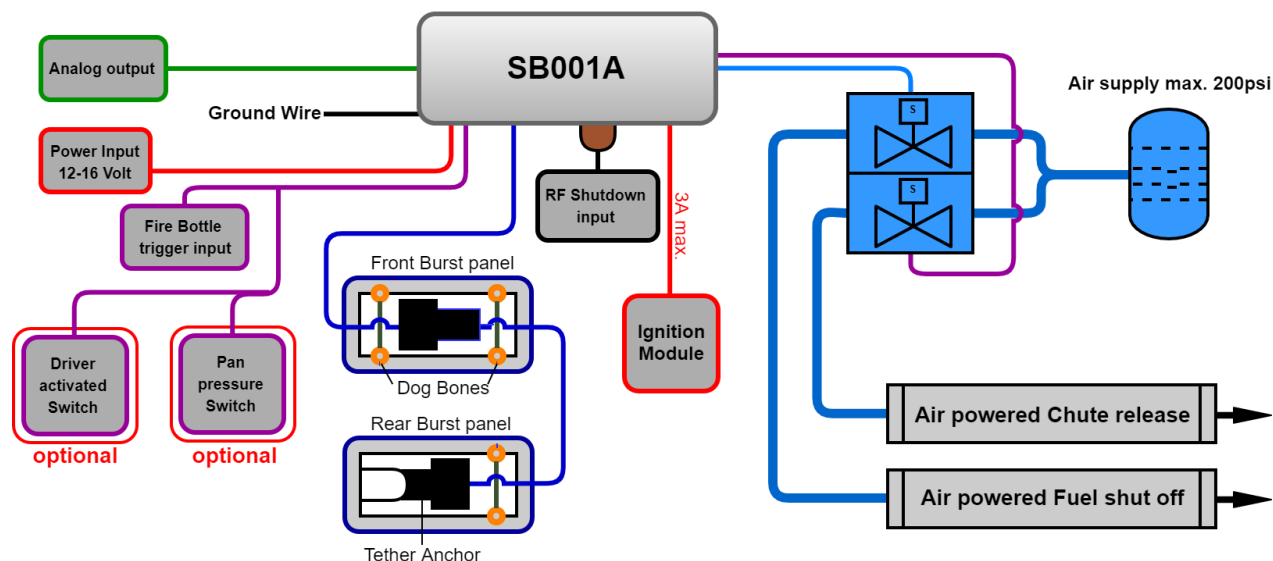 SB001A
Analog output
Ground Wire
Air supply max. 200psi
Power Input
12-16 Volt
S
RF Shutdown
input
3A max.
Fire Bottle
trigger input
S
Front Burst panel
Ignition
Module
Driver
activated
Switch
Pan
pressure
Switch
Dog Bones
Air powered Chute release
Rear Burst panel
optional
optional
Air powered Fuel shut off
Tether Anchor